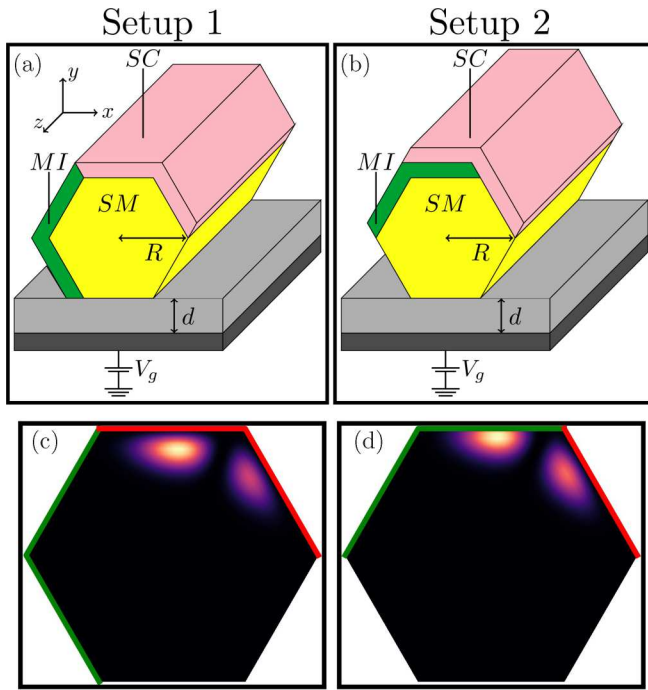 Setup 1 Setup 2
(a) SC (b) SC
y
x
z
MI MI
SM SM
R R
d d
V_g V_g
(c) (d)